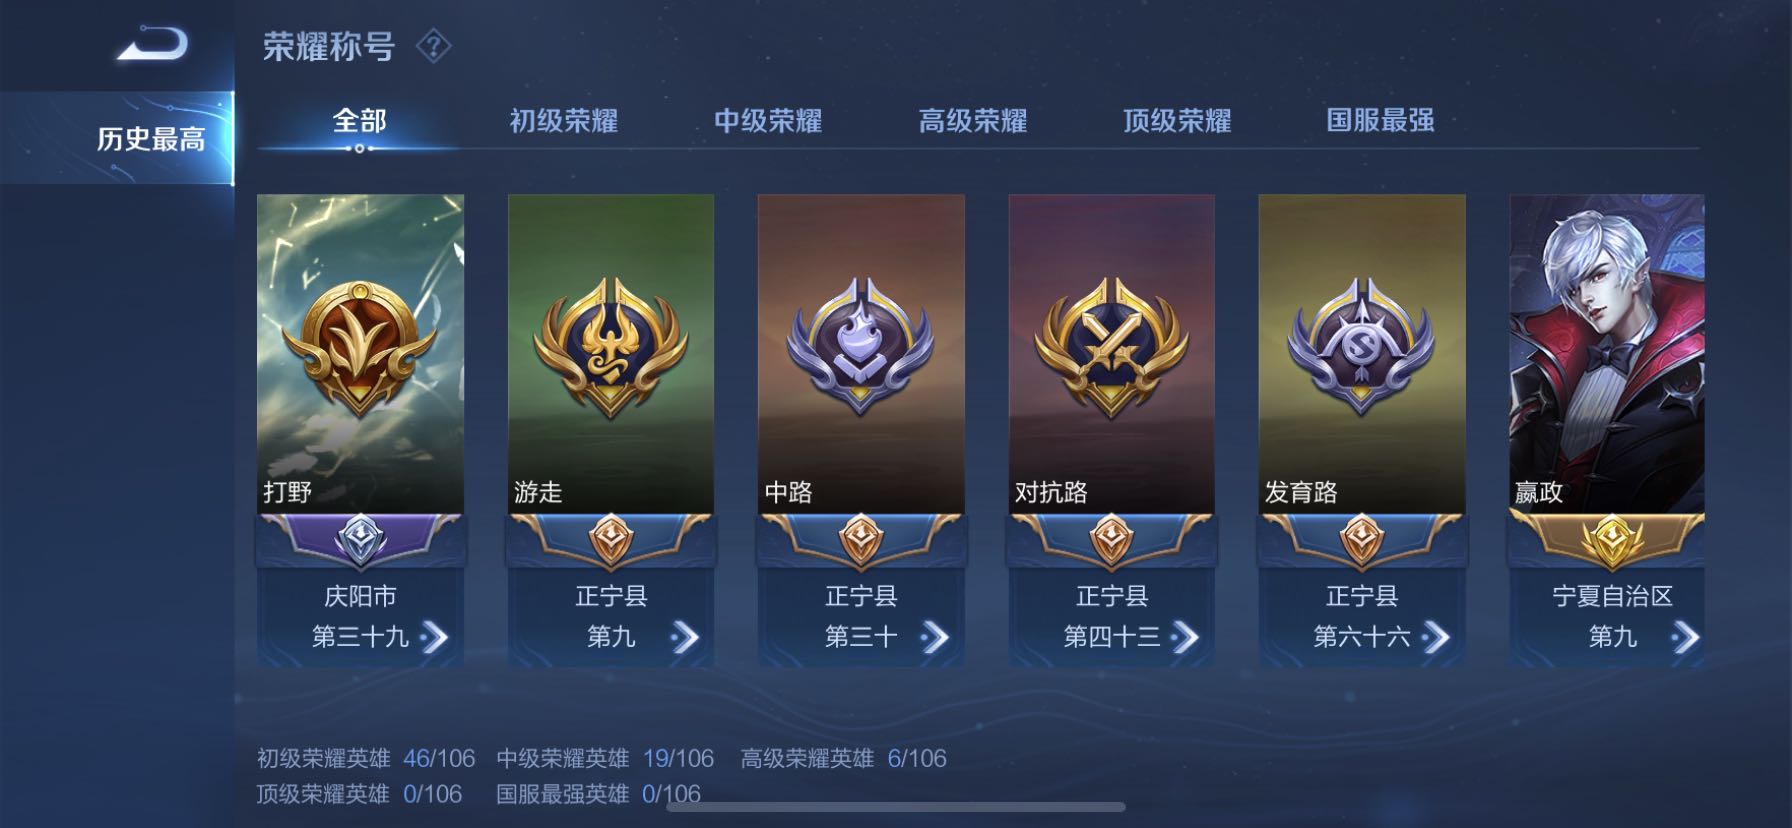 荣耀称号
历史最高
全部 初级荣耀 中级荣耀 高级荣耀 顶级荣耀 国服最强
打野 游走 中路 对抗路 发育路 嬴政
庆阳市 正宁县 正宁县 正宁县 正宁县 宁夏自治区
第三十九 第九 第三十 第四十三 第六十六 第九
初级荣耀英雄 46/106 中级荣耀英雄 19/106 高级荣耀英雄 6/106
顶级荣耀英雄 0/106 国服最强英雄 0/106